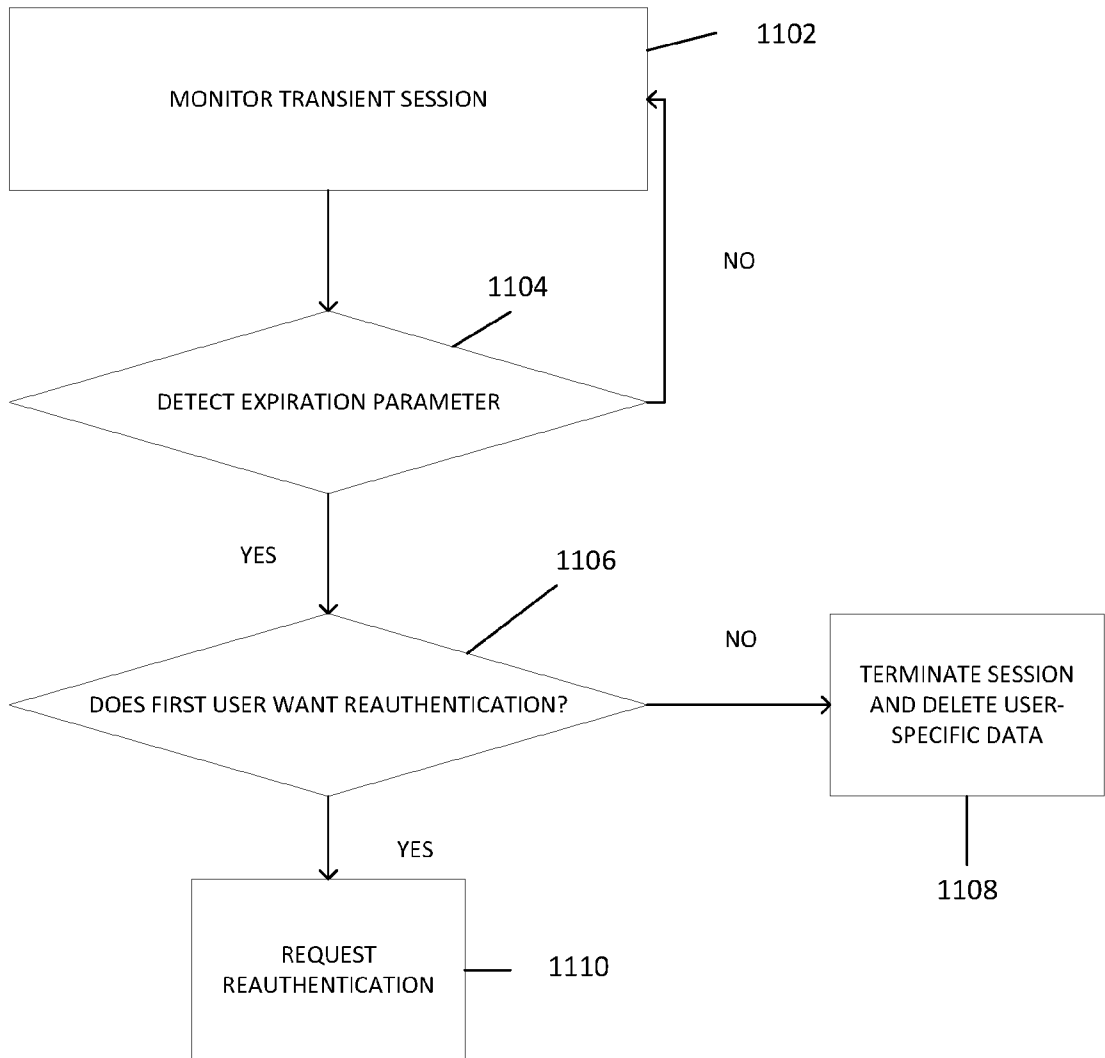 1102
MONITOR TRANSIENT SESSION
NO
1104
DETECT EXPIRATION PARAMETER
YES
1106
NO
DOES FIRST USER WANT REAUTHENTICATION?
TERMINATE SESSION
AND DELETE USER-
SPECIFIC DATA
YES
1108
REQUEST
REAUTHENTICATION
1110